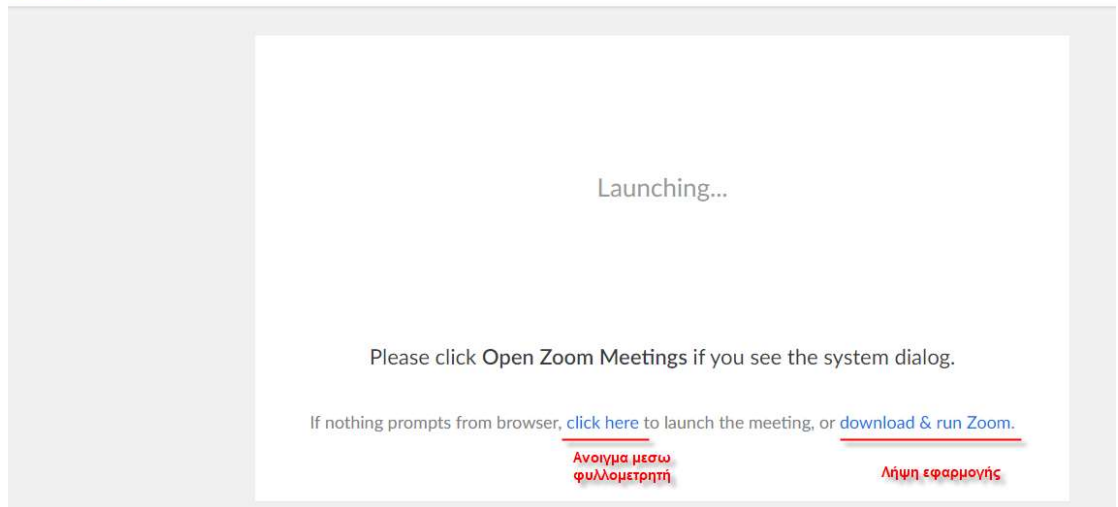 Launching...
Please click Open Zoom Meetings if you see the system dialog.
If nothing prompts from browser, click here to launch the meeting, or download & run Zoom.
Ανοιγμα μεσω
φυλλομετρητή
Λήψη εφαρμογής